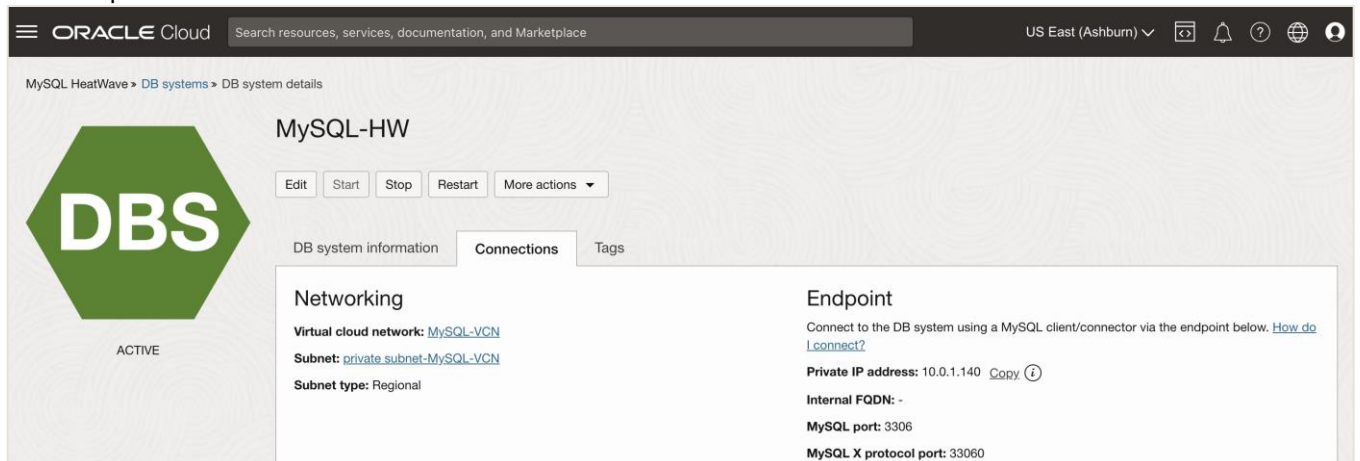 ORACLE Cloud
Search resources, services, documentation, and Marketplace
US East (Ashburn)
MySQL HeatWave » DB systems » DB system details
DBS
ACTIVE
MySQL-HW
Edit
Start
Stop
Restart
More actions
DB system information
Connections
Tags
Networking
Virtual cloud network: MySQL-VCN
Subnet: private subnet-MySQL-VCN
Subnet type: Regional
Endpoint
Connect to the DB system using a MySQL client/connector via the endpoint below. How do
I connect?
Private IP address: 10.0.1.140 Copy
Internal FQDN: -
MySQL port: 3306
MySQL X protocol port: 33060